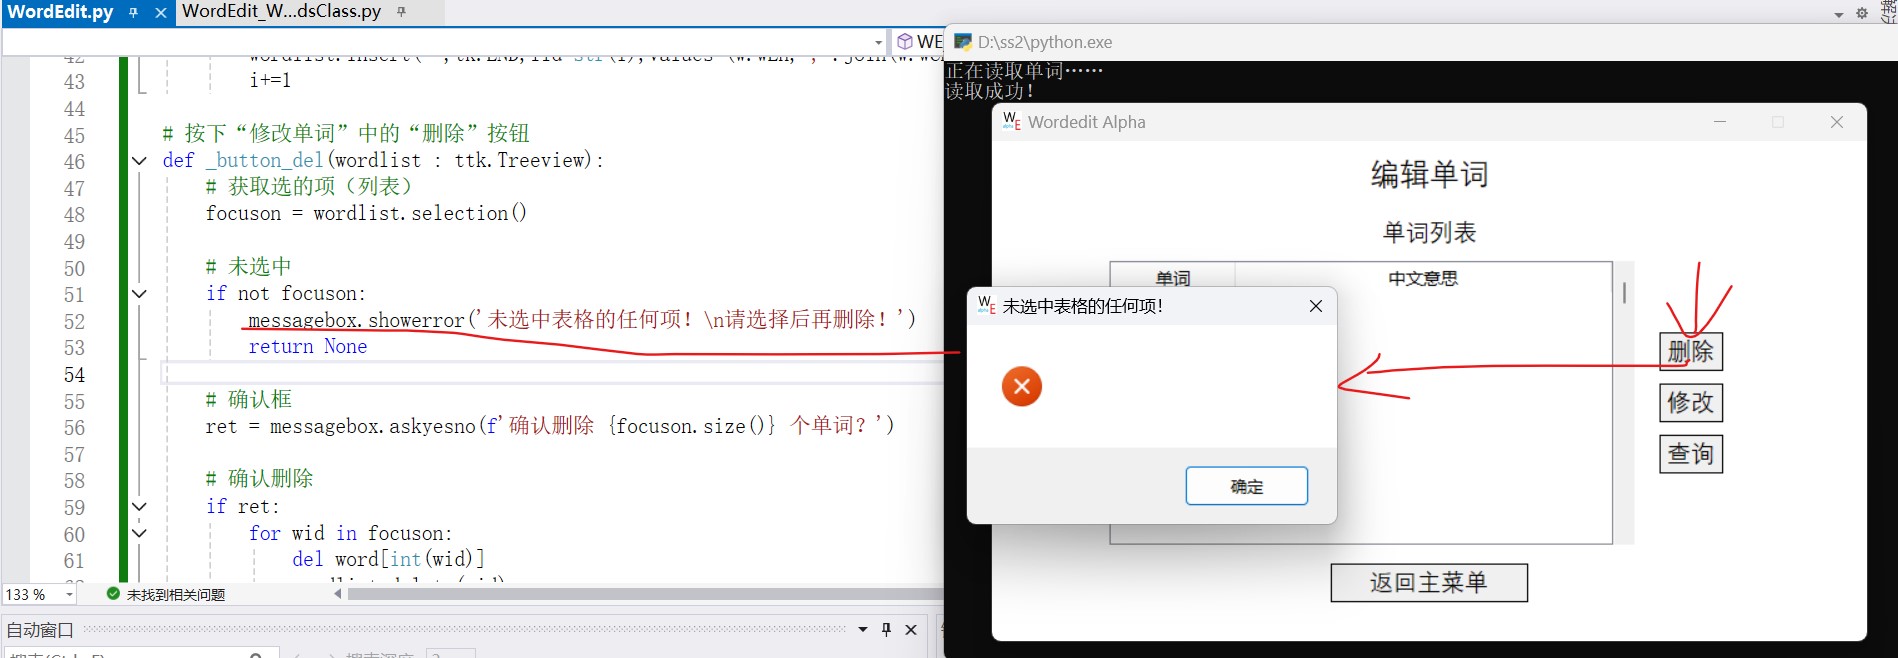 WordEdit.py
WordEdit_W...dsClass.py
WE
D:\ss2\python.exe
正在读取单词……
读取成功！
43 i+=1
44
45 # 按下“修改单词”中的“删除”按钮
46 def _button_del(wordlist : ttk.Treeview):
47 # 获取选的项（列表）
48 focuson = wordlist.selection()
49
50 # 未选中
51 if not focuson:
52 messagebox.showerror('未选中表格的任何项！\n请选择后再删除！')
53 return None
54
55 # 确认框
56 ret = messagebox.askyesno(f'确认删除 {focuson.size()} 个单词？')
57
58 # 确认删除
59 if ret:
60 for wid in focuson:
61 del word[int(wid)]
133 %
未找到相关问题
自动窗口
Wordedit Alpha
编辑单词
单词列表
单词 中文意思
未选中表格的任何项！
确定
删除
修改
查询
返回主菜单